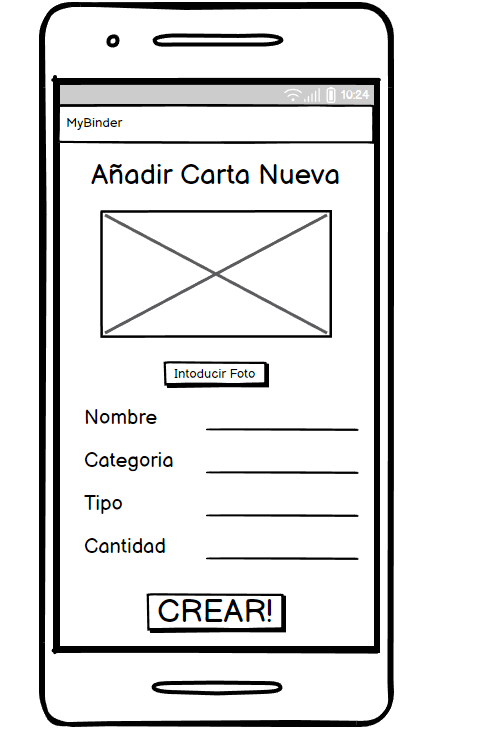 10:24
MyBinder
Añadir Carta Nueva
Intoducir Foto
Nombre
Categoria
Tipo
Cantidad
CREAR!